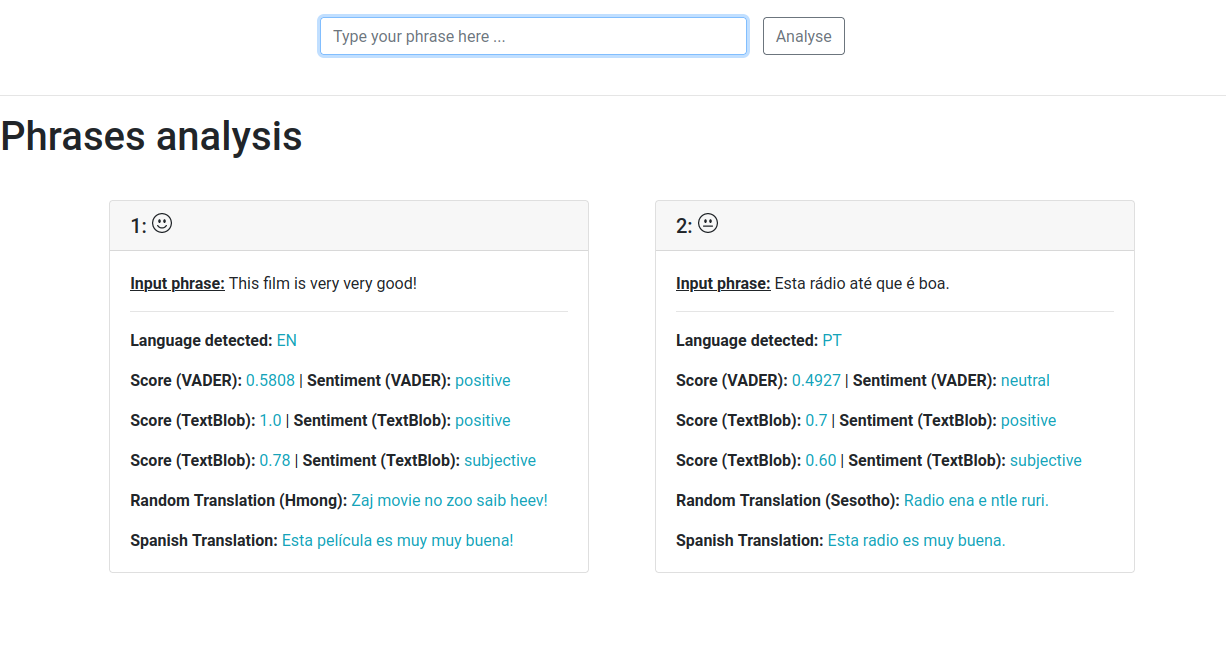 Type your phrase here ...
Analyse
Phrases analysis
1:
Input phrase: This film is very very good!
Language detected: EN
Score (VADER): 0.5808 | Sentiment (VADER): positive
Score (TextBlob): 1.0 | Sentiment (TextBlob): positive
Score (TextBlob): 0.78 | Sentiment (TextBlob): subjective
Random Translation (Hmong): Zaj movie no zoo saib heev!
Spanish Translation: Esta película es muy muy buena!
2:
Input phrase: Esta rádio até que é boa.
Language detected: PT
Score (VADER): 0.4927 | Sentiment (VADER): neutral
Score (TextBlob): 0.7 | Sentiment (TextBlob): positive
Score (TextBlob): 0.60 | Sentiment (TextBlob): subjective
Random Translation (Sesotho): Radio ena e ntle ruri.
Spanish Translation: Esta radio es muy buena.